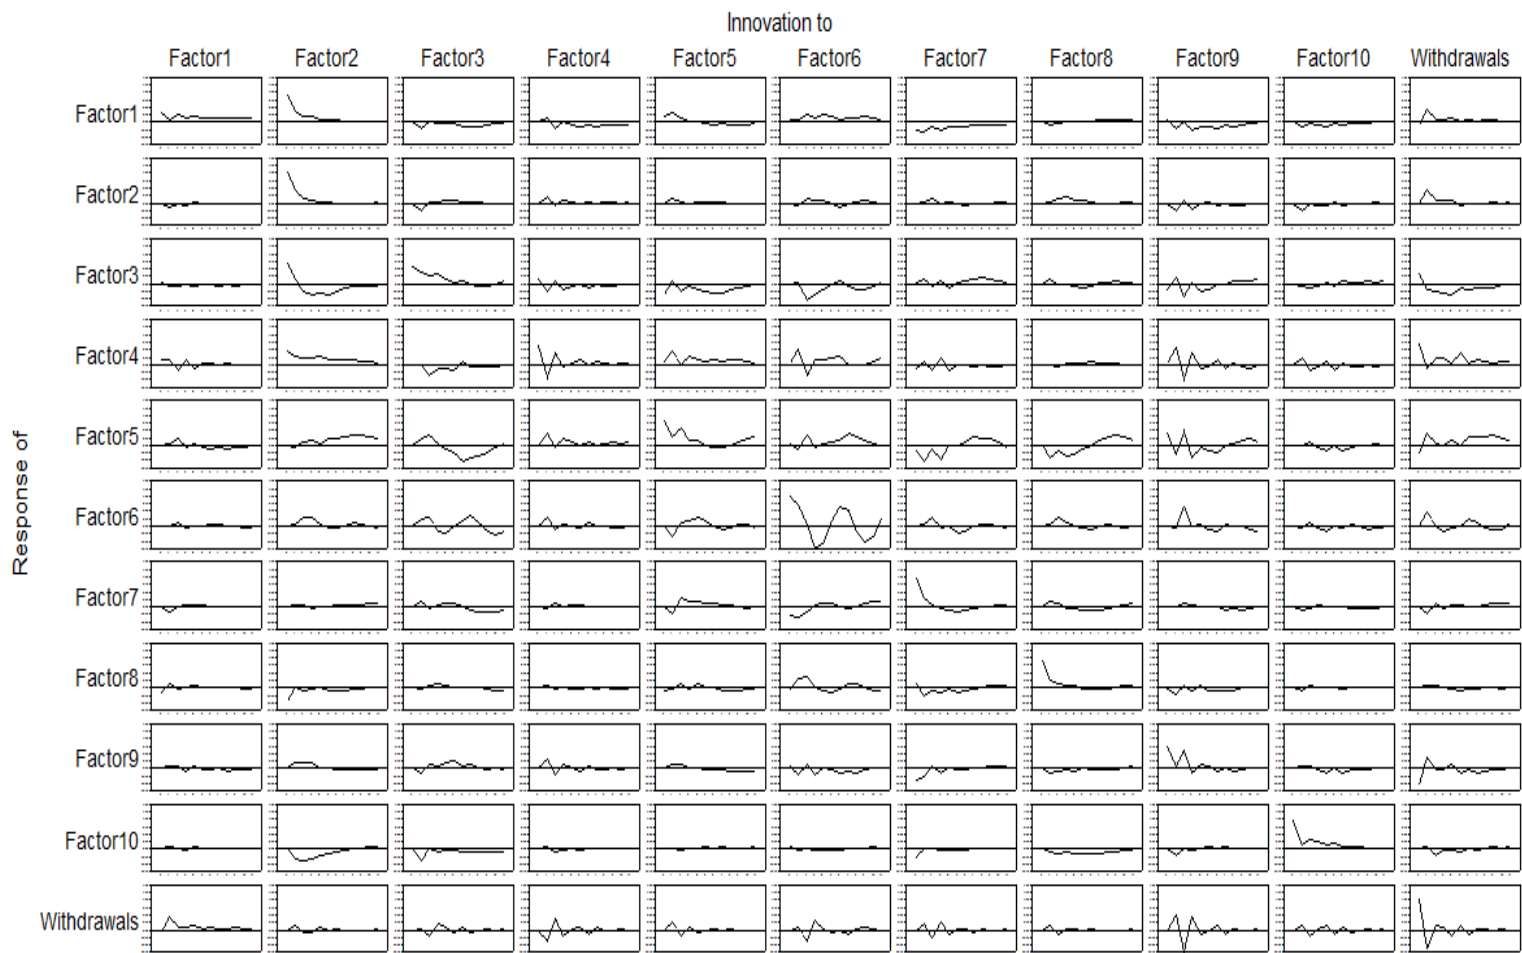 Innovation to
Factor1 Factor2 Factor3 Factor4 Factor5 Factor6 Factor7 Factor8 Factor9 Factor10 Withdrawals
Response of
Factor1
Factor2
Factor3
Factor4
Factor5
Factor6
Factor7
Factor8
Factor9
Factor10
Withdrawals